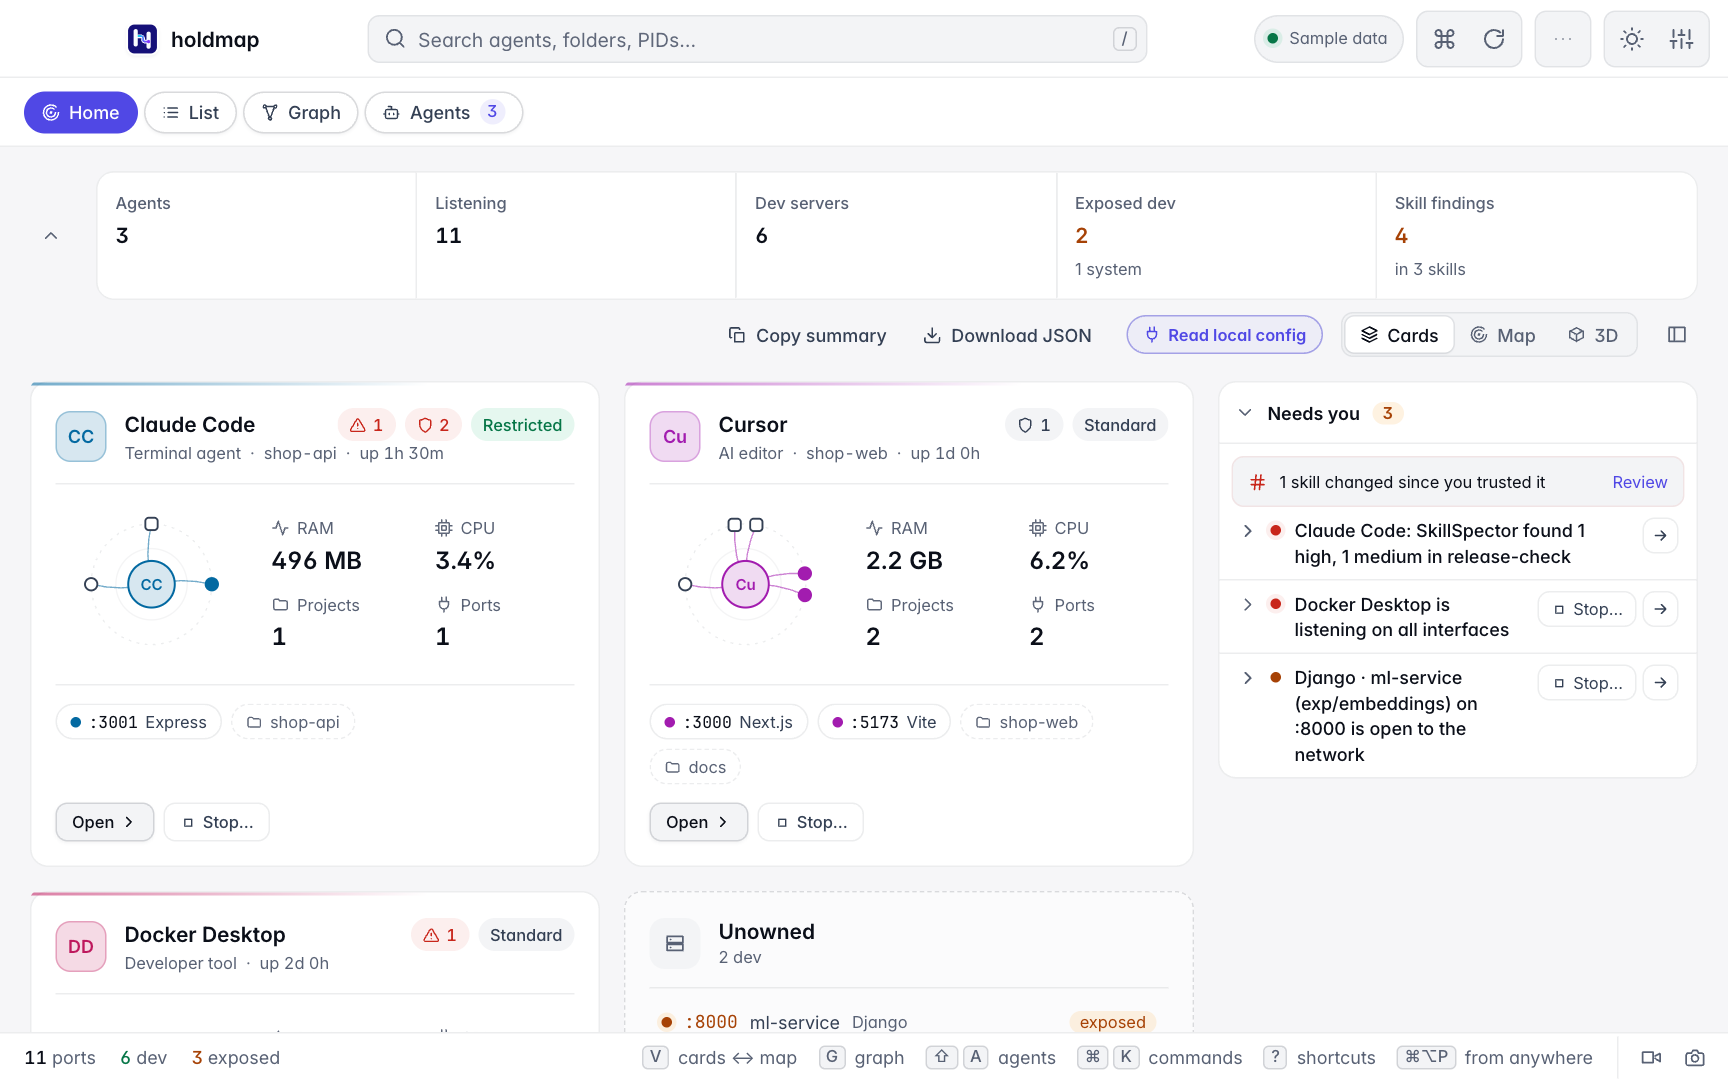 holdmap
Search agents, folders, PIDs...
/
Sample data
Home
List
Graph
Agents 3
Agents
3
Listening
11
Dev servers
6
Exposed dev
2
1 system
Skill findings
4
in 3 skills
Copy summary
Download JSON
Read local config
Cards
Map
3D
CC
Claude Code
1
2
Restricted
Terminal agent · shop-api · up 1h 30m
CC
RAM
496 MB
CPU
3.4%
Projects
1
Ports
1
:3001 Express
shop-api
Open
Stop...
Cu
Cursor
1
Standard
AI editor · shop-web · up 1d 0h
Cu
RAM
2.2 GB
CPU
6.2%
Projects
2
Ports
2
:3000 Next.js
:5173 Vite
shop-web
docs
Open
Stop...
Needs you 3
1 skill changed since you trusted it
Review
Claude Code: SkillSpector found 1
high, 1 medium in release-check
Docker Desktop is
listening on all interfaces
Stop...
Django · ml-service
(exp/embeddings) on
:8000 is open to the
network
Stop...
DD
Docker Desktop
1
Standard
Developer tool · up 2d 0h
Unowned
2 dev
:8000 ml-service Django
exposed
11 ports 6 dev 3 exposed
V cards ↔ map
G graph
⇧ A agents
⌘ K commands
? shortcuts
⌘⌥P from anywhere